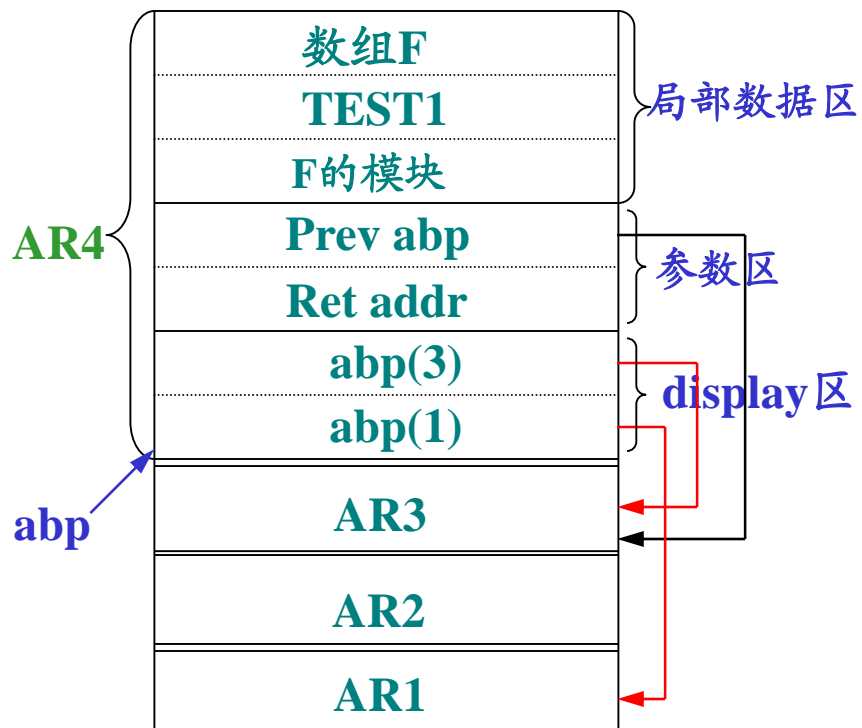 数组F
TEST1
局部数据区
F的模块
AR4
Prev abp
参数区
Ret addr
abp(3)
display区
abp(1)
abp
AR3
AR2
AR1